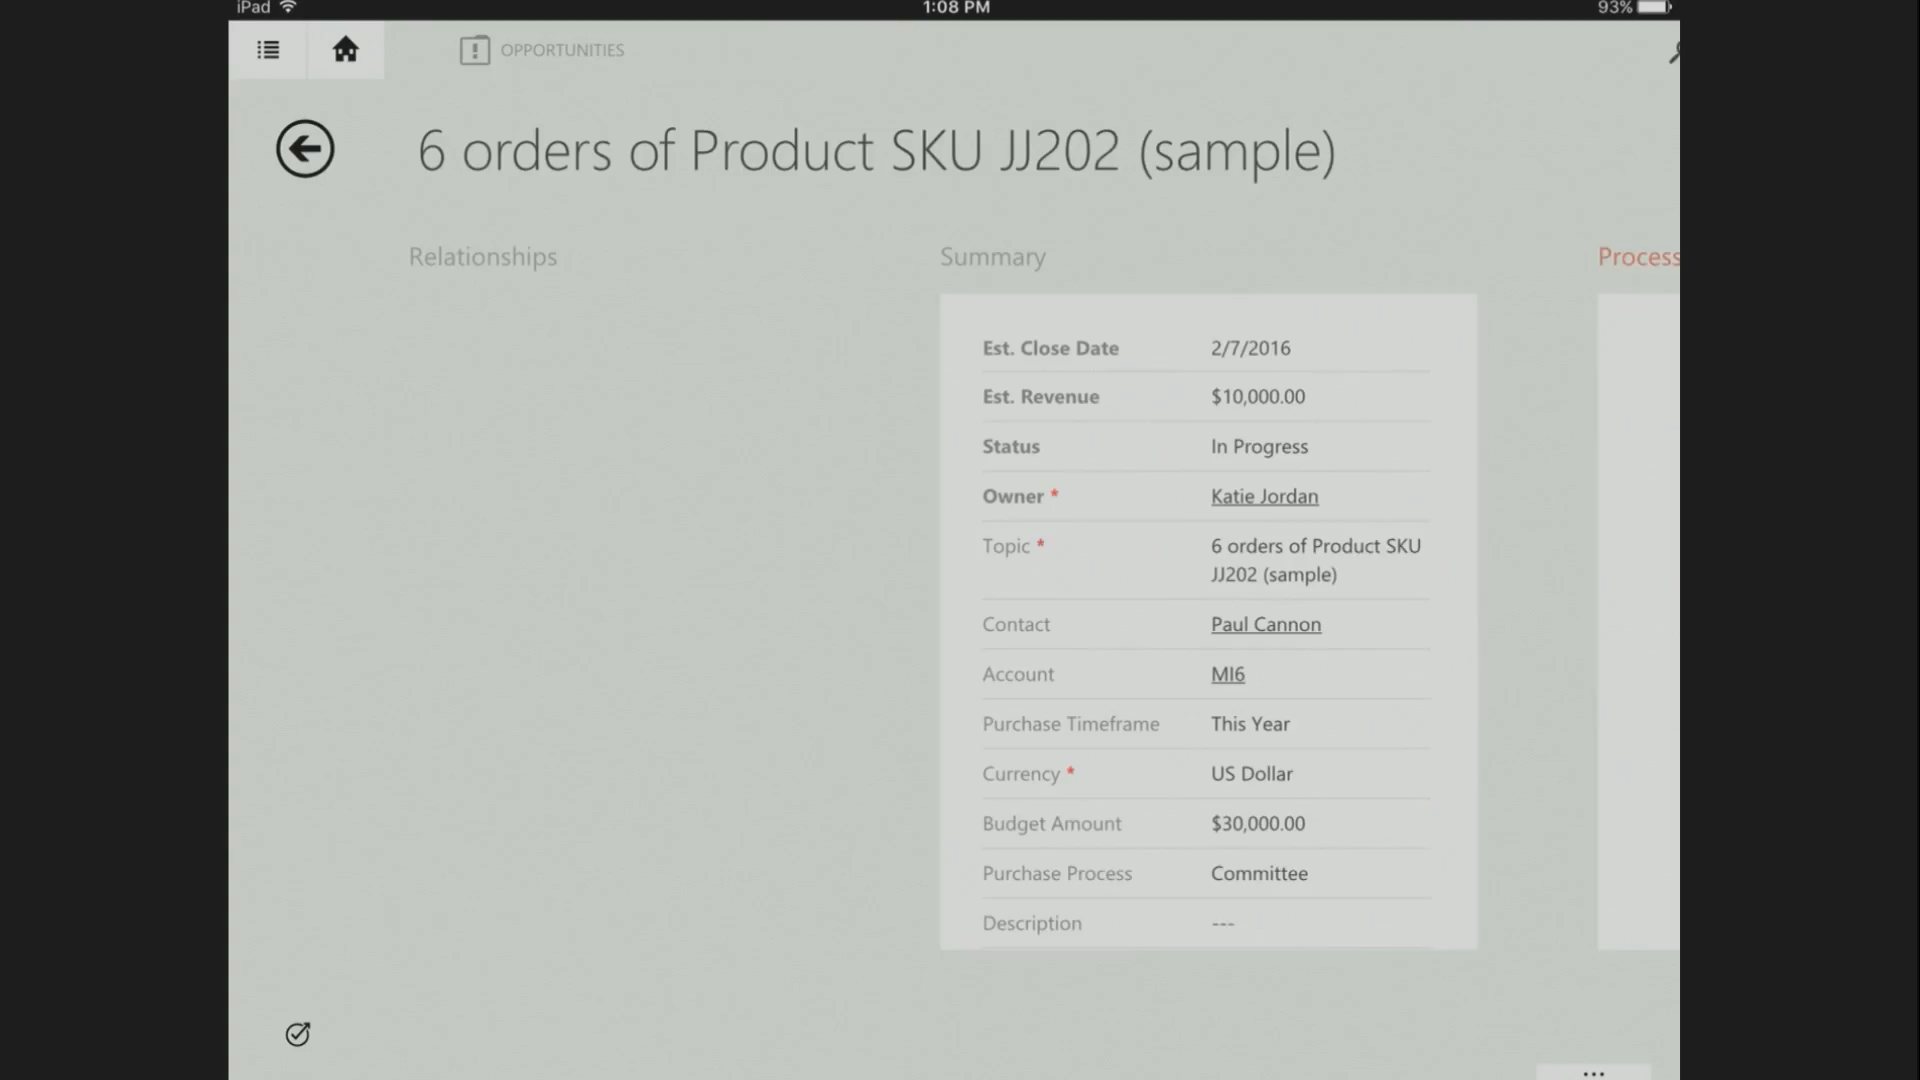 iPad 1:08 PM 93%
OPPORTUNITIES
6 orders of Product SKU JJ202 (sample)
Relationships
Summary
Process
Est. Close Date 2/7/2016
Est. Revenue $10,000.00
Status In Progress
Owner * Katie Jordan
Topic * 6 orders of Product SKU
JJ202 (sample)
Contact Paul Cannon
Account MI6
Purchase Timeframe This Year
Currency * US Dollar
Budget Amount $30,000.00
Purchase Process Committee
Description ---